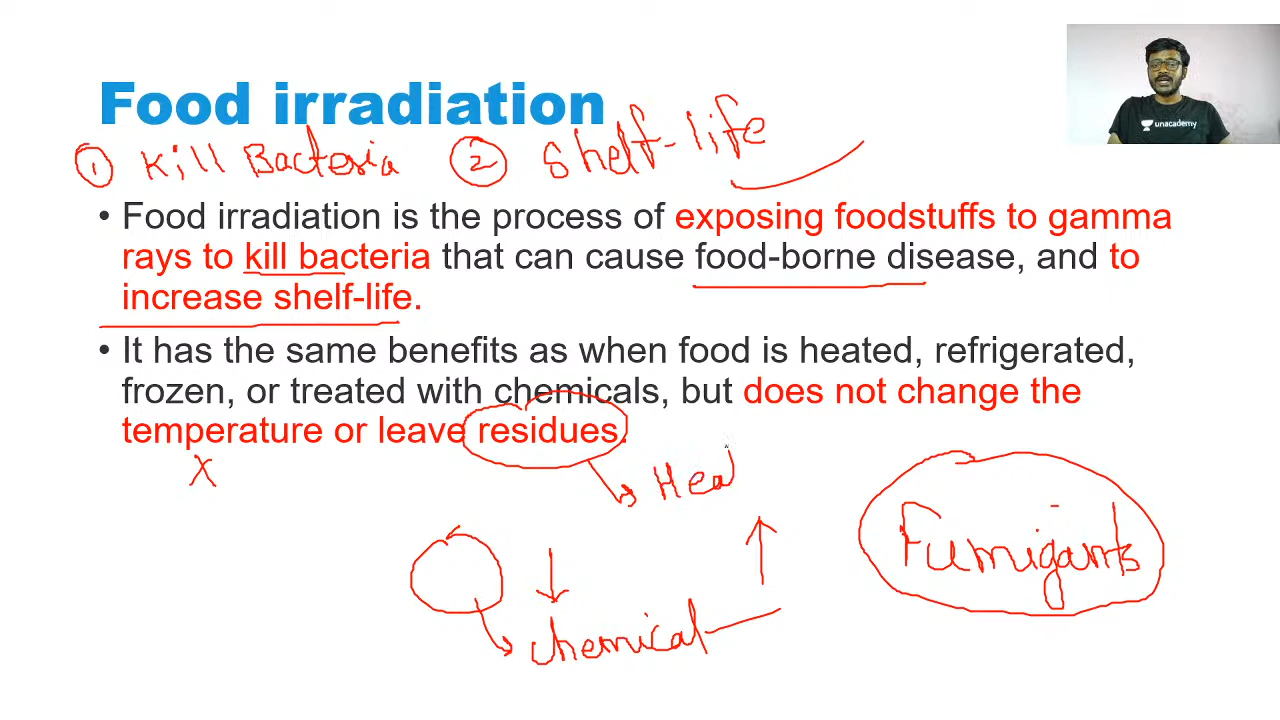 Food irradiation
① Kill Bacteria ② Shelf-life
unacademy
• Food irradiation is the process of exposing foodstuffs to gamma
rays to kill bacteria that can cause food-borne disease, and to
increase shelf-life.
• It has the same benefits as when food is heated, refrigerated,
frozen, or treated with chemicals, but does not change the
temperature or leave residues.
X
Heal
Fumigants
chemical